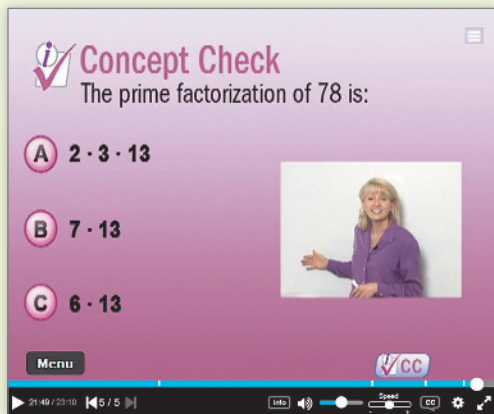 Concept Check
The prime factorization of 78 is:
A 2 · 3 · 13
B 7 · 13
C 6 · 13
Menu
CC
21:49 / 23:10 5 / 5 Info Speed CC